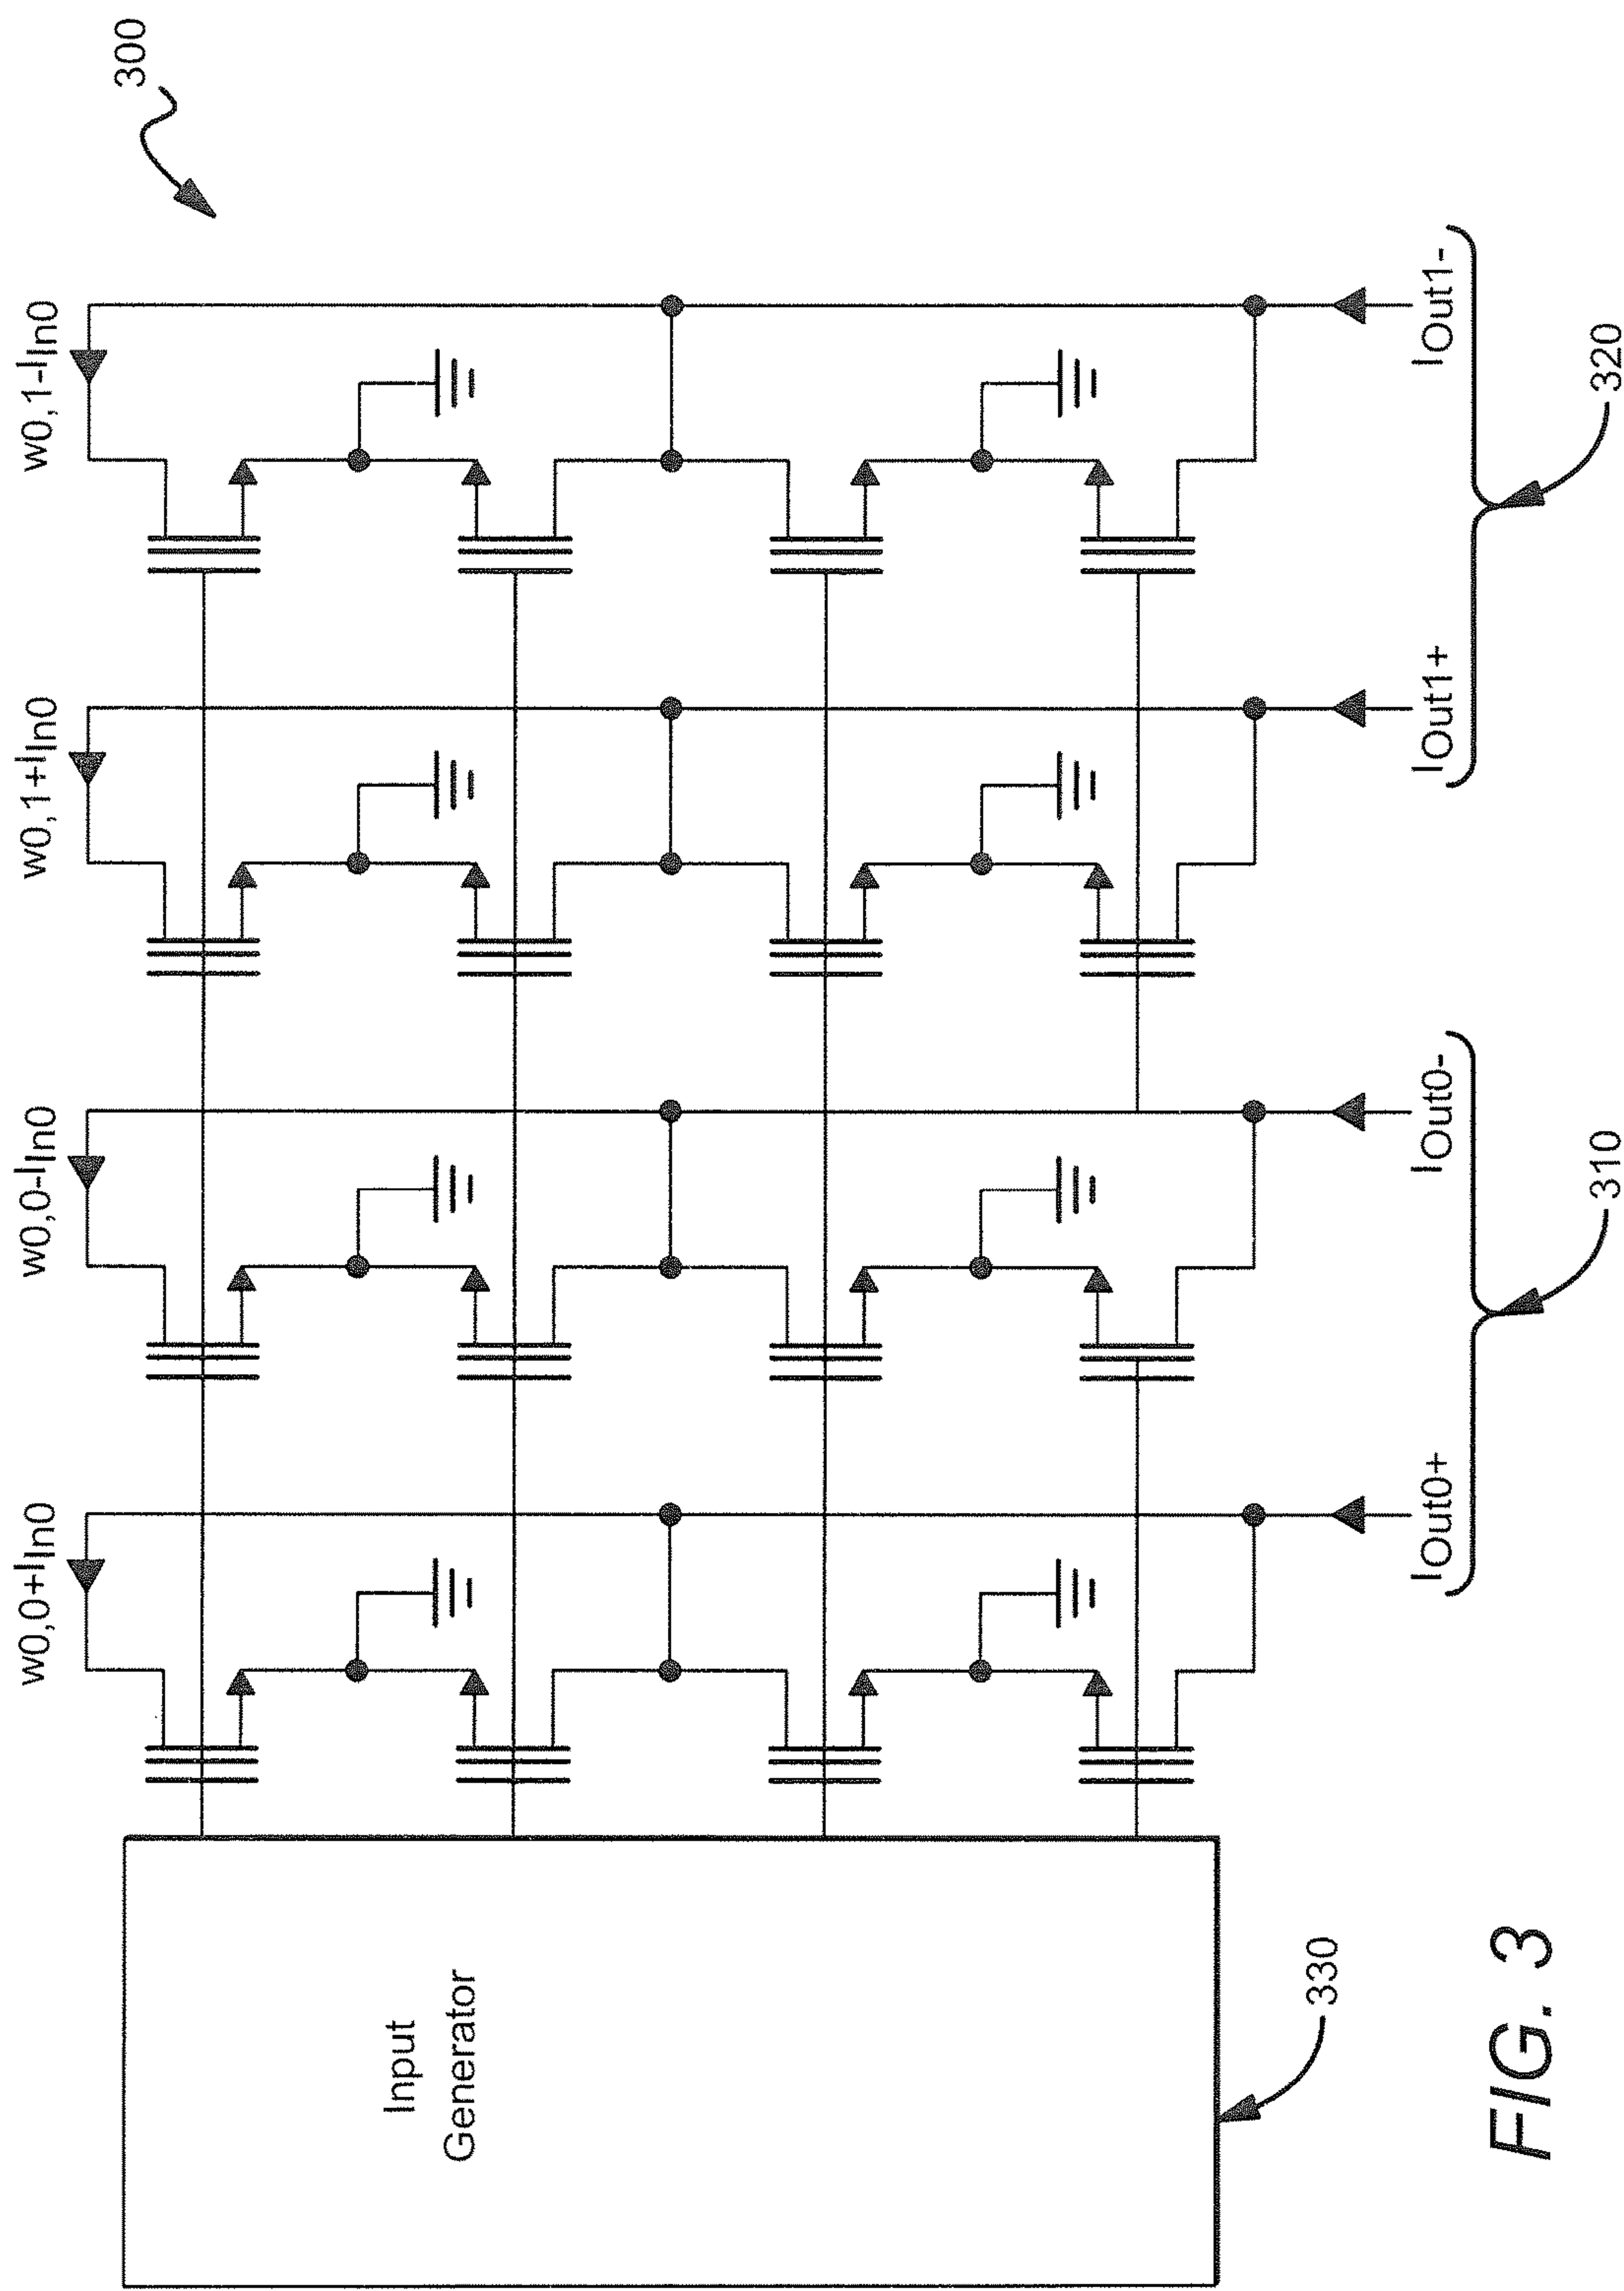 300
w0,0+IIn0
w0,0-IIn0
w0,1+IIn0
w0,1-IIn0
Input
Generator
IOut0+
IOut0-
IOut1+
IOut1-
330
310
320
FIG. 3